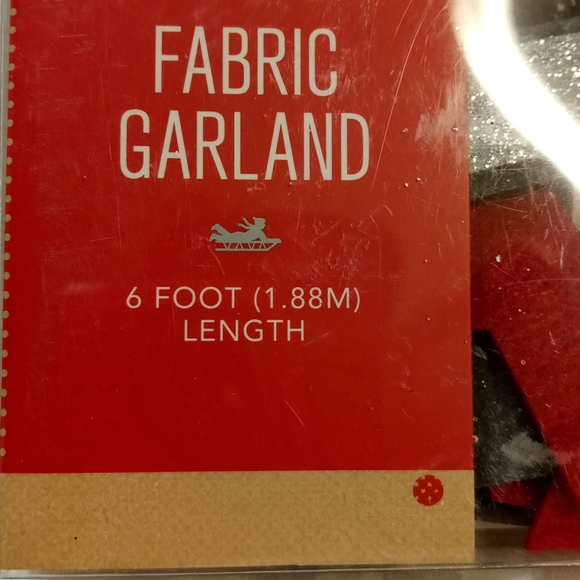 FABRIC
GARLAND
6 FOOT (1.88M)
LENGTH